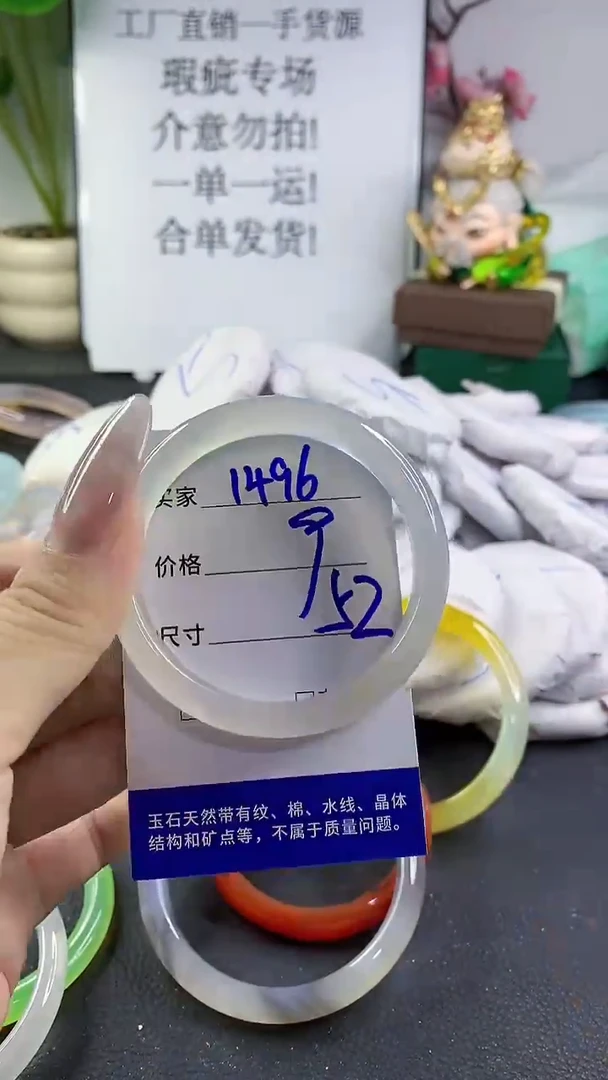 工厂直销一手货源
瑕疵专场
介意勿拍!
一单一运!
合单发货!
买家 1496
价格
尺寸 52
玉石天然带有纹、棉、水线、晶体
结构和矿点等，不属于质量问题。